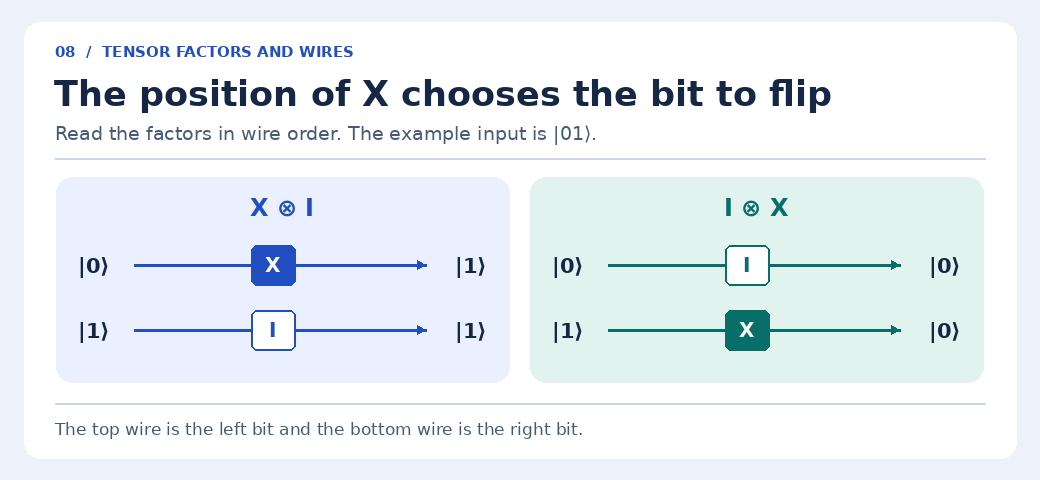 08 / TENSOR FACTORS AND WIRES
The position of X chooses the bit to flip
Read the factors in wire order. The example input is |01⟩.
X ⊗ I
|0⟩ X |1⟩
|1⟩ I |1⟩
I ⊗ X
|0⟩ I |0⟩
|1⟩ X |0⟩
The top wire is the left bit and the bottom wire is the right bit.